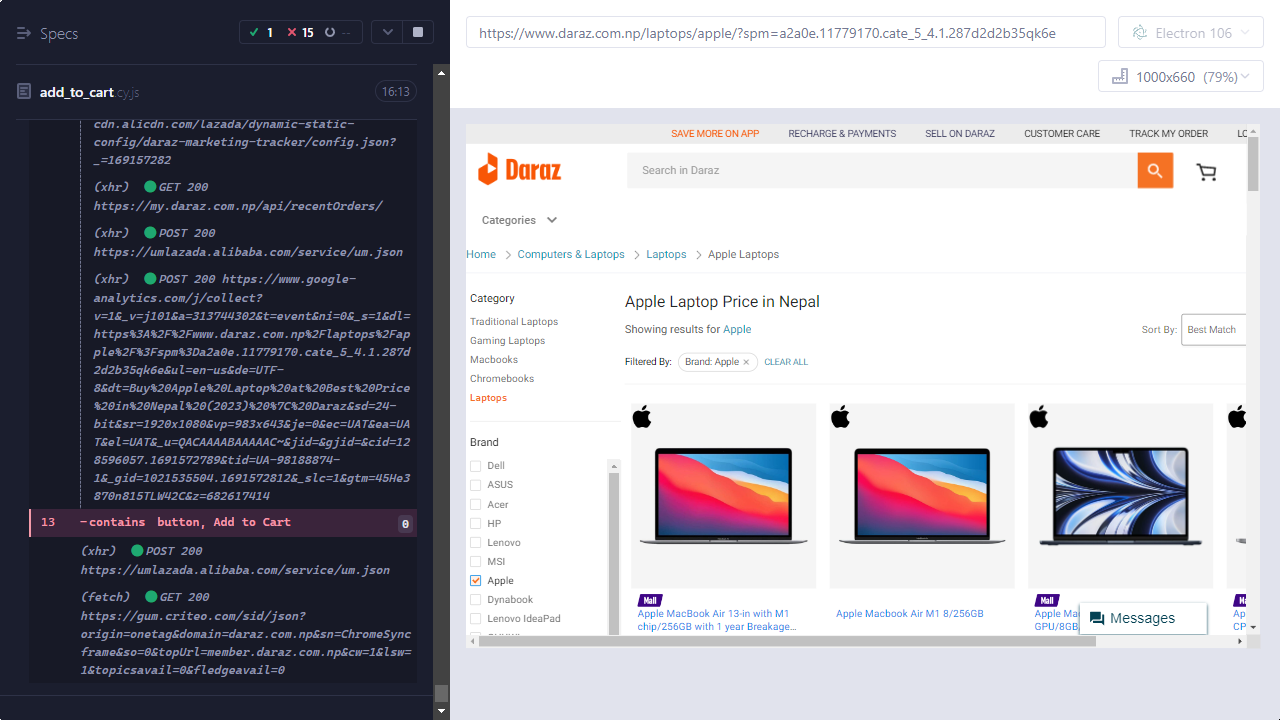 Specs
1
15
--
add_to_cart.cy.js
16:13
cdn.alicdn.com/lazada/dynamic-static-
config/daraz-marketing-tracker/config.json?
_=169157282
(xhr) GET 200
https://my.daraz.com.np/api/recentOrders/
(xhr) POST 200
https://umlazada.alibaba.com/service/um.json
(xhr) POST 200 https://www.google-
analytics.com/j/collect?
v=1&_v=j101&a=313744302&t=event&ni=0&_s=1&dl=
https%3A%2F%2Fwww.daraz.com.np%2Flaptops%2Fap
ple%2F%3Fspm%3Da2a0e.11779170.cate_5_4.1.287d
2d2b35qk6e&ul=en-us&de=UTF-
8&dt=Buy%20Apple%20Laptop%20at%20Best%20Price
%20in%20Nepal%20(2023)%20%7C%20Daraz&sd=24-
bit&sr=1920x1080&vp=983x643&je=0&ec=UAT&ea=UA
T&el=UAT&_u=QACAAAABAAAAAC~&jid=&gjid=&cid=12
8596057.1691572789&tid=UA-98188874-
1&_gid=1021535504.1691572812&_slc=1&gtm=45He3
870n815TLW42C&z=682617414
13 -contains button, Add to Cart 0
(xhr) POST 200
https://umlazada.alibaba.com/service/um.json
(fetch) GET 200
https://gum.criteo.com/sid/json?
origin=onetag&domain=daraz.com.np&sn=ChromeSync
frame&so=0&topUrl=member.daraz.com.np&cw=1&lsw=
1&topicsavail=0&fledgeavail=0
https://www.daraz.com.np/laptops/apple/?spm=a2a0e.11779170.cate_5_4.1.287d2d2b35qk6e
Electron 106
1000x660 (79%)
SAVE MORE ON APP RECHARGE & PAYMENTS SELL ON DARAZ CUSTOMER CARE TRACK MY ORDER LO
Daraz
Search in Daraz
Categories
Home Computers & Laptops Laptops Apple Laptops
Category
Traditional Laptops
Gaming Laptops
Macbooks
Chromebooks
Laptops
Brand
Dell
ASUS
Acer
HP
Lenovo
MSI
Apple
Dynabook
Lenovo IdeaPad
Apple Laptop Price in Nepal
Showing results for Apple
Sort By: Best Match
Filtered By: Brand: Apple × CLEAR ALL
Mall
Apple MacBook Air 13-in with M1
chip/256GB with 1 year Breakage...
Apple Macbook Air M1 8/256GB
Mall
Apple Ma
GPU/8GB
Ap
CP
Messages